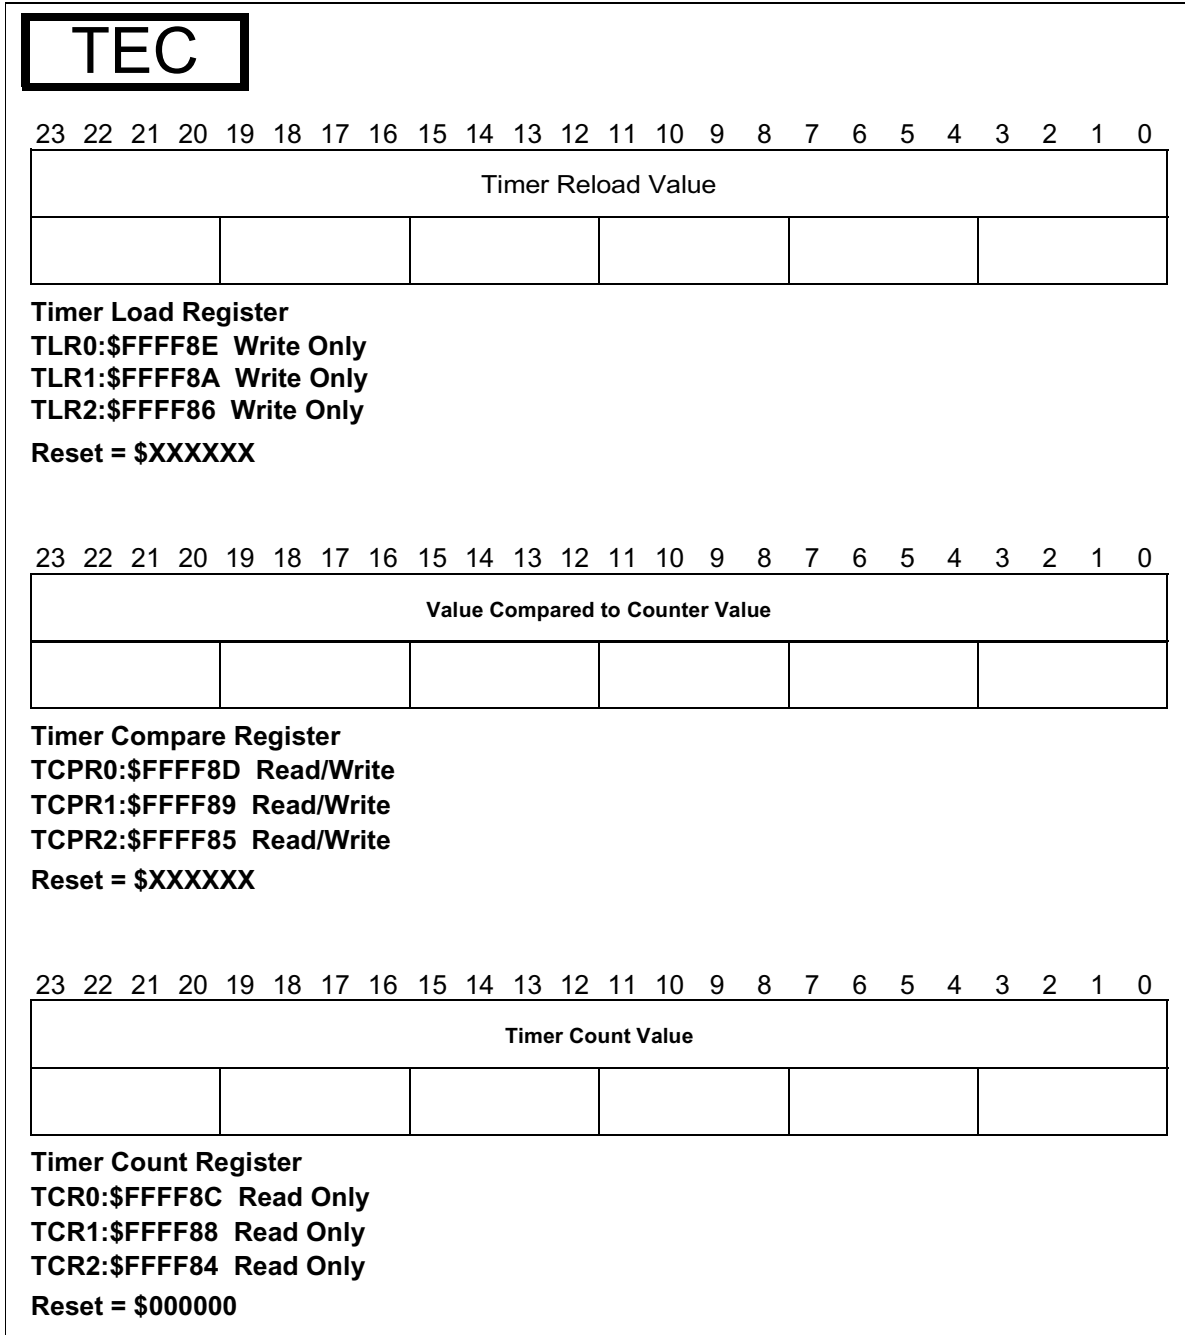 TEC
23 22 21 20 19 18 17 16 15 14 13 12 11 10 9 8 7 6 5 4 3 2 1 0
Timer Reload Value
Timer Load Register
TLR0:$FFFF8E Write Only
TLR1:$FFFF8A Write Only
TLR2:$FFFF86 Write Only
Reset = $XXXXXX
23 22 21 20 19 18 17 16 15 14 13 12 11 10 9 8 7 6 5 4 3 2 1 0
Value Compared to Counter Value
Timer Compare Register
TCPR0:$FFFF8D Read/Write
TCPR1:$FFFF89 Read/Write
TCPR2:$FFFF85 Read/Write
Reset = $XXXXXX
23 22 21 20 19 18 17 16 15 14 13 12 11 10 9 8 7 6 5 4 3 2 1 0
Timer Count Value
Timer Count Register
TCR0:$FFFF8C Read Only
TCR1:$FFFF88 Read Only
TCR2:$FFFF84 Read Only
Reset = $000000